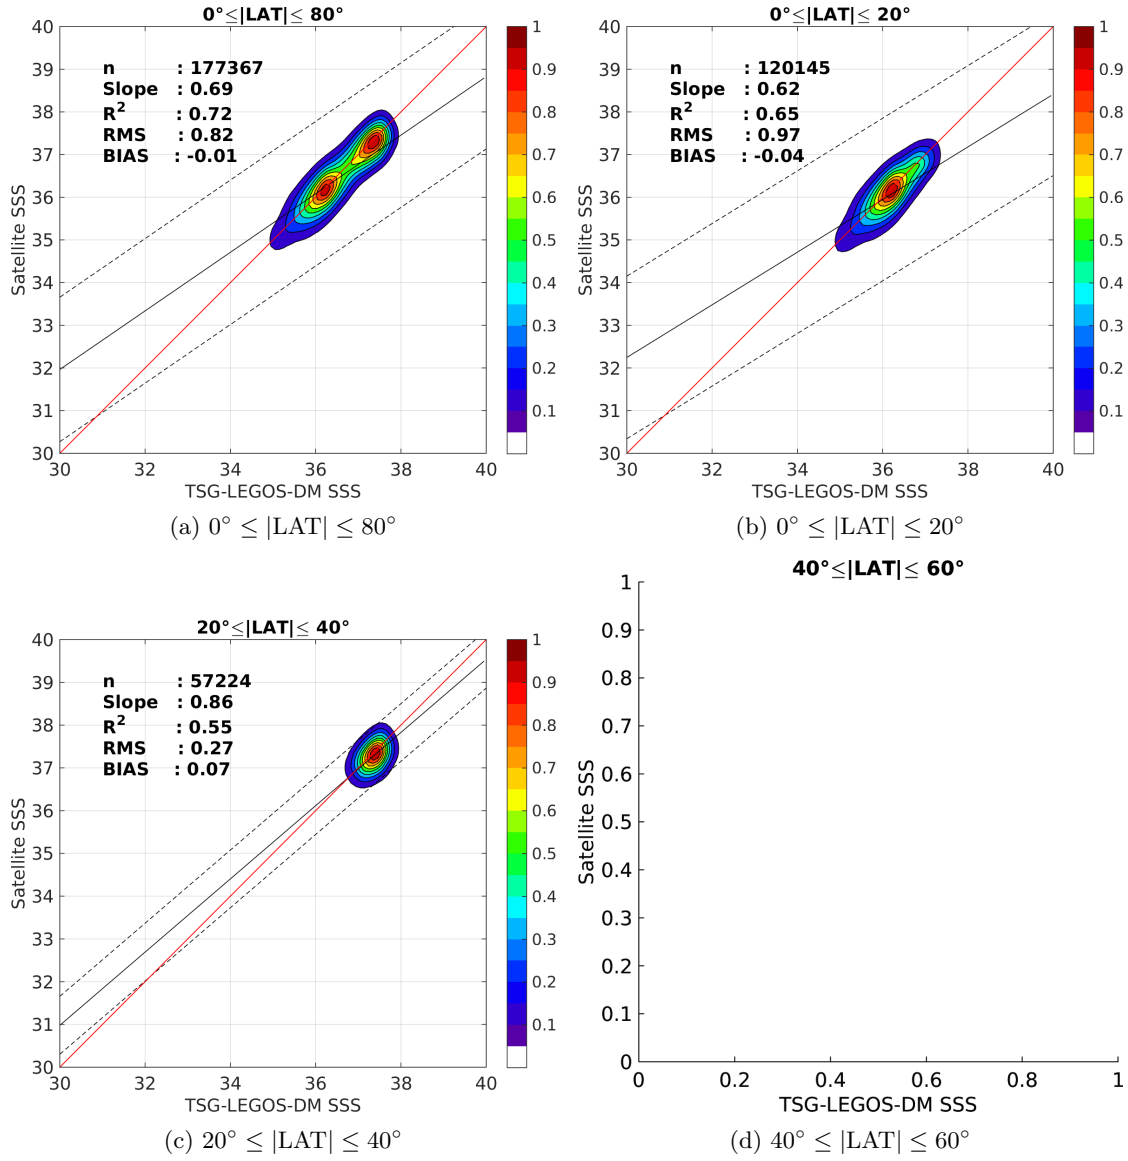 0°≤|LAT|≤ 80°
40
39
38
37
36
35
34
33
32
31
30
Satellite SSS
n : 177367
Slope : 0.69
R2 : 0.72
RMS : 0.82
BIAS : -0.01
30 32 34 36 38 40
TSG-LEGOS-DM SSS
1
0.9
0.8
0.7
0.6
0.5
0.4
0.3
0.2
0.1
(a) 0° ≤ |LAT| ≤ 80°
0°≤|LAT|≤ 20°
40
39
38
37
36
35
34
33
32
31
30
Satellite SSS
n : 120145
Slope : 0.62
R2 : 0.65
RMS : 0.97
BIAS : -0.04
30 32 34 36 38 40
TSG-LEGOS-DM SSS
1
0.9
0.8
0.7
0.6
0.5
0.4
0.3
0.2
0.1
(b) 0° ≤ |LAT| ≤ 20°
20°≤|LAT|≤ 40°
40
39
38
37
36
35
34
33
32
31
30
Satellite SSS
n : 57224
Slope : 0.86
R2 : 0.55
RMS : 0.27
BIAS : 0.07
30 32 34 36 38 40
TSG-LEGOS-DM SSS
1
0.9
0.8
0.7
0.6
0.5
0.4
0.3
0.2
0.1
(c) 20° ≤ |LAT| ≤ 40°
40°≤|LAT|≤ 60°
1
0.9
0.8
0.7
0.6
0.5
0.4
0.3
0.2
0.1
0
Satellite SSS
0 0.2 0.4 0.6 0.8 1
TSG-LEGOS-DM SSS
(d) 40° ≤ |LAT| ≤ 60°